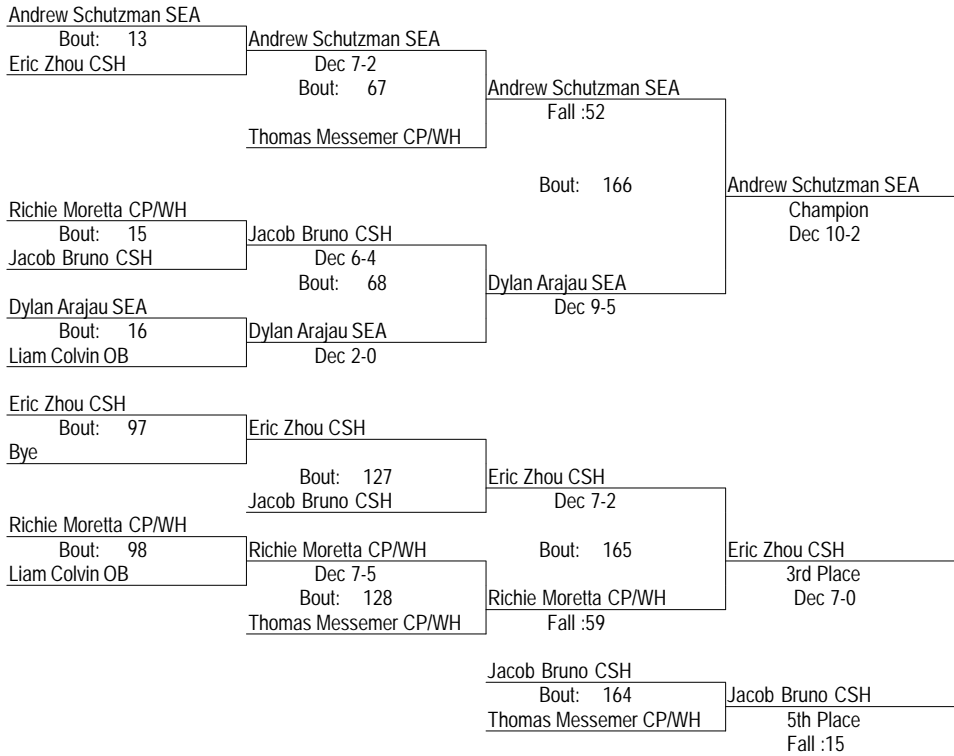 Andrew Schutzman SEA
Bout: 13
Eric Zhou CSH
Andrew Schutzman SEA
Dec 7-2
Bout: 67
Thomas Messemer CP/WH
Andrew Schutzman SEA
Fall :52
Bout: 166
Andrew Schutzman SEA
Champion
Dec 10-2
Richie Moretta CP/WH
Bout: 15
Jacob Bruno CSH
Jacob Bruno CSH
Dec 6-4
Bout: 68
Dylan Arajau SEA
Dec 9-5
Dylan Arajau SEA
Bout: 16
Liam Colvin OB
Dylan Arajau SEA
Dec 2-0
Eric Zhou CSH
Bout: 97
Bye
Eric Zhou CSH
Bout: 127
Jacob Bruno CSH
Eric Zhou CSH
Dec 7-2
Richie Moretta CP/WH
Bout: 98
Liam Colvin OB
Richie Moretta CP/WH
Dec 7-5
Bout: 128
Thomas Messemer CP/WH
Bout: 165
Richie Moretta CP/WH
Fall :59
Eric Zhou CSH
3rd Place
Dec 7-0
Jacob Bruno CSH
Bout: 164
Thomas Messemer CP/WH
Jacob Bruno CSH
5th Place
Fall :15